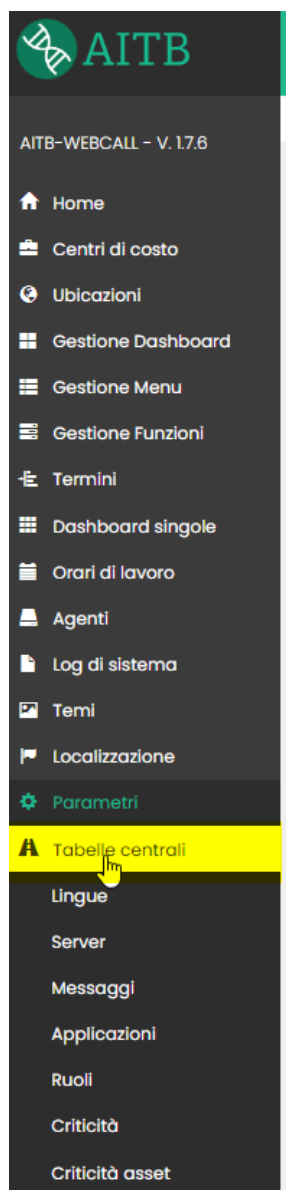 AITB
AITB-WEBCALL - V. 1.7.6
Home
Centri di costo
Ubicazioni
Gestione Dashboard
Gestione Menu
Gestione Funzioni
Termini
Dashboard singole
Orari di lavoro
Agenti
Log di sistema
Temi
Localizzazione
Parametri
Tabelle centrali
Lingue
Server
Messaggi
Applicazioni
Ruoli
Criticità
Criticità asset